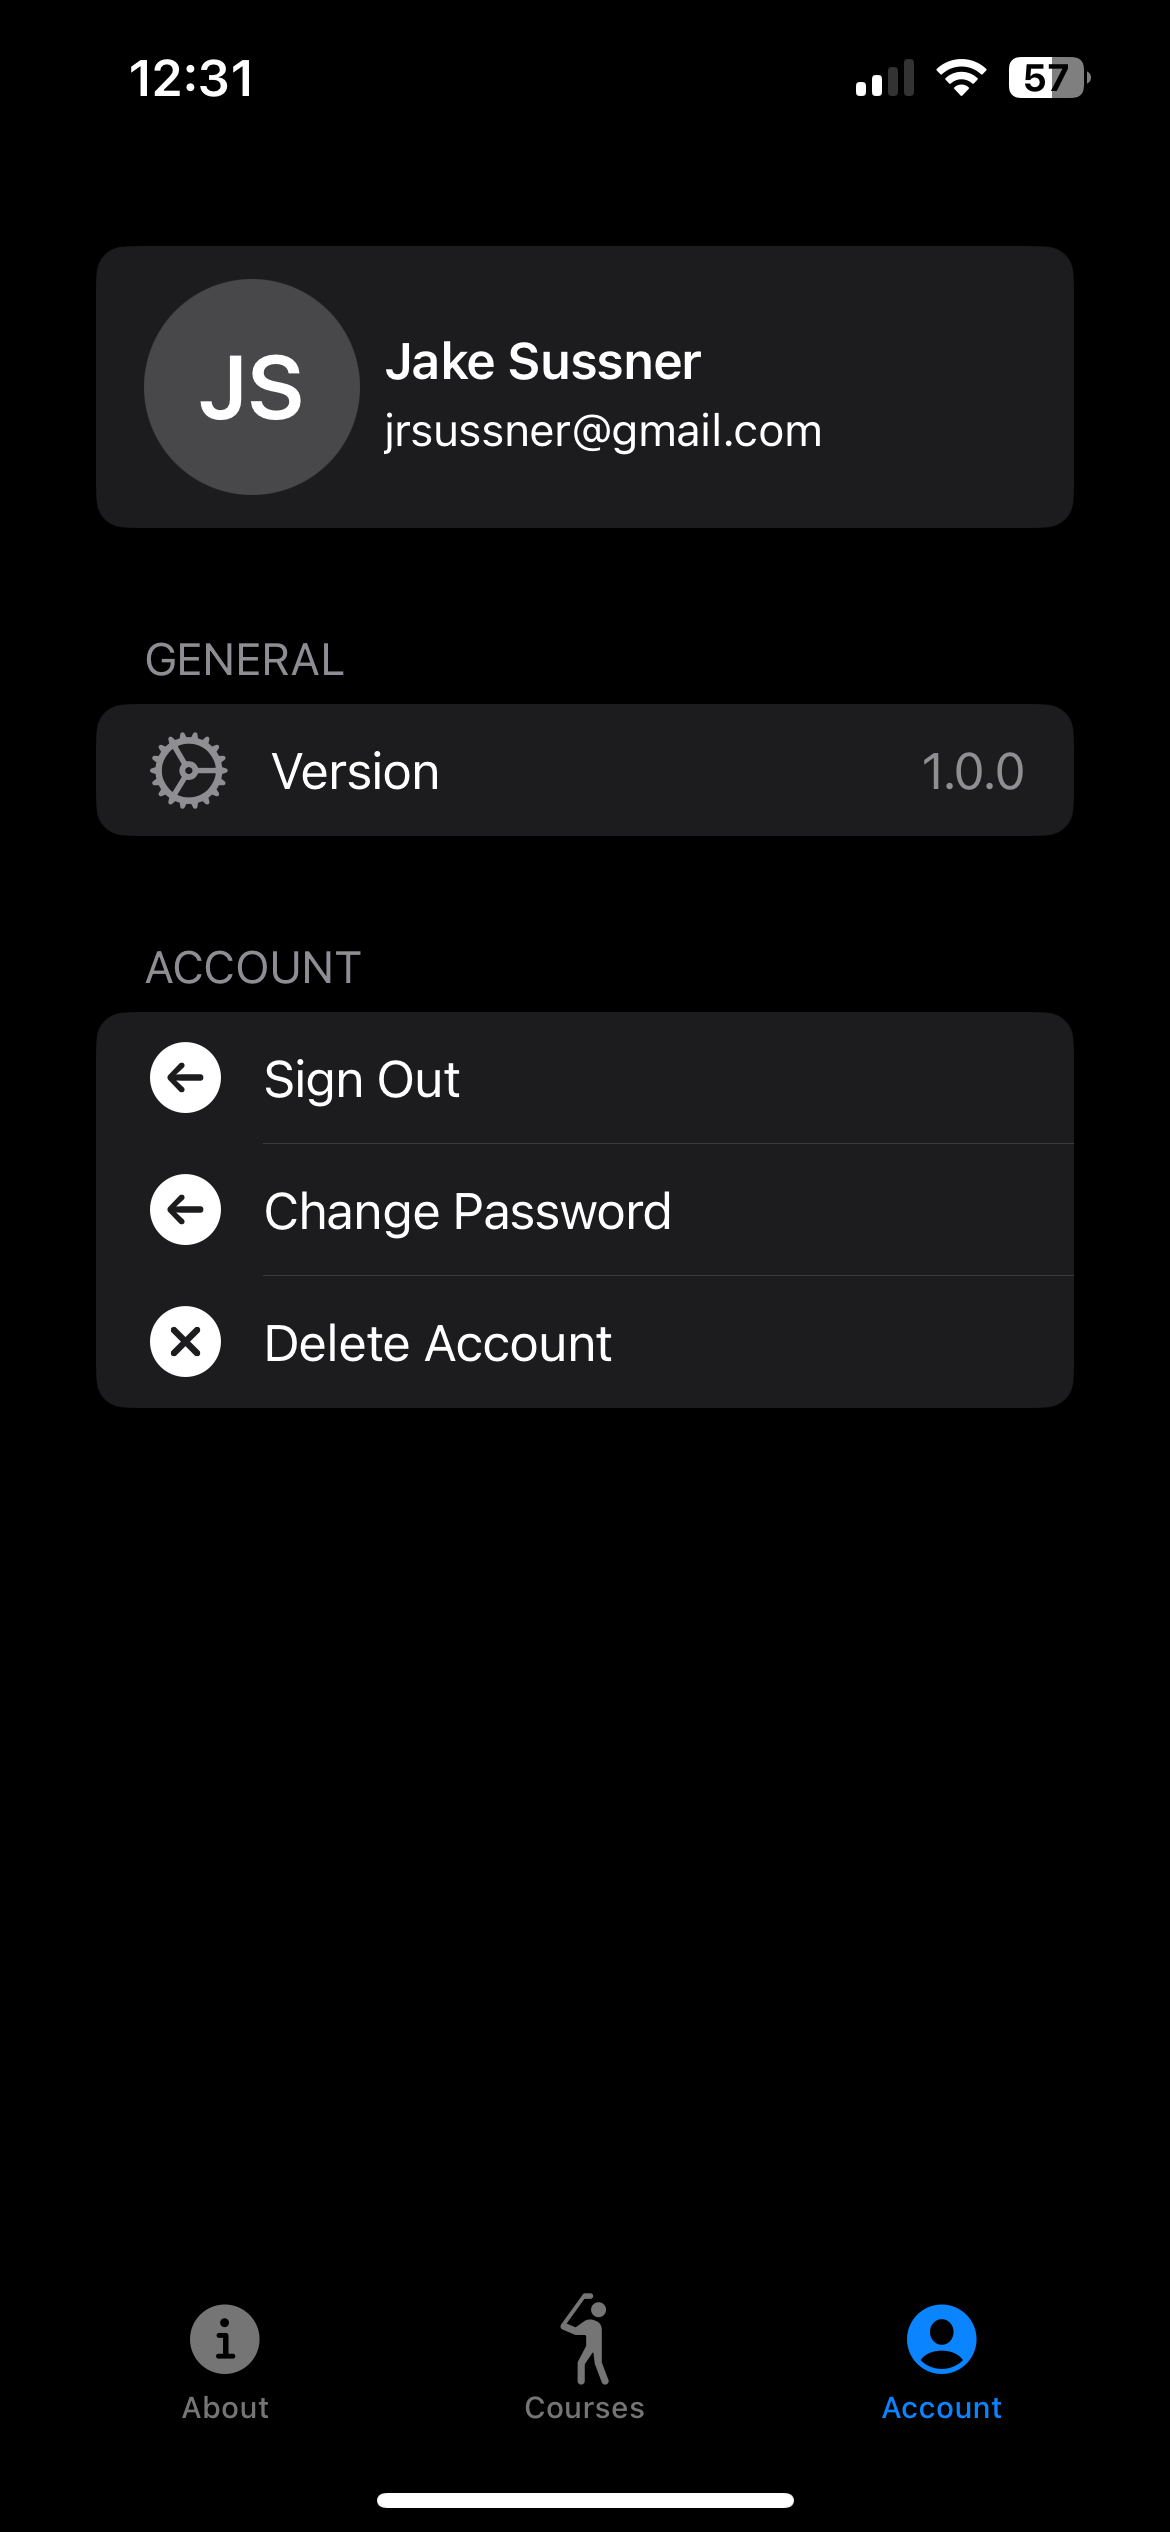 12:31
57
JS
Jake Sussner
jrsussner@gmail.com
GENERAL
Version 1.0.0
ACCOUNT
Sign Out
Change Password
Delete Account
About Courses Account